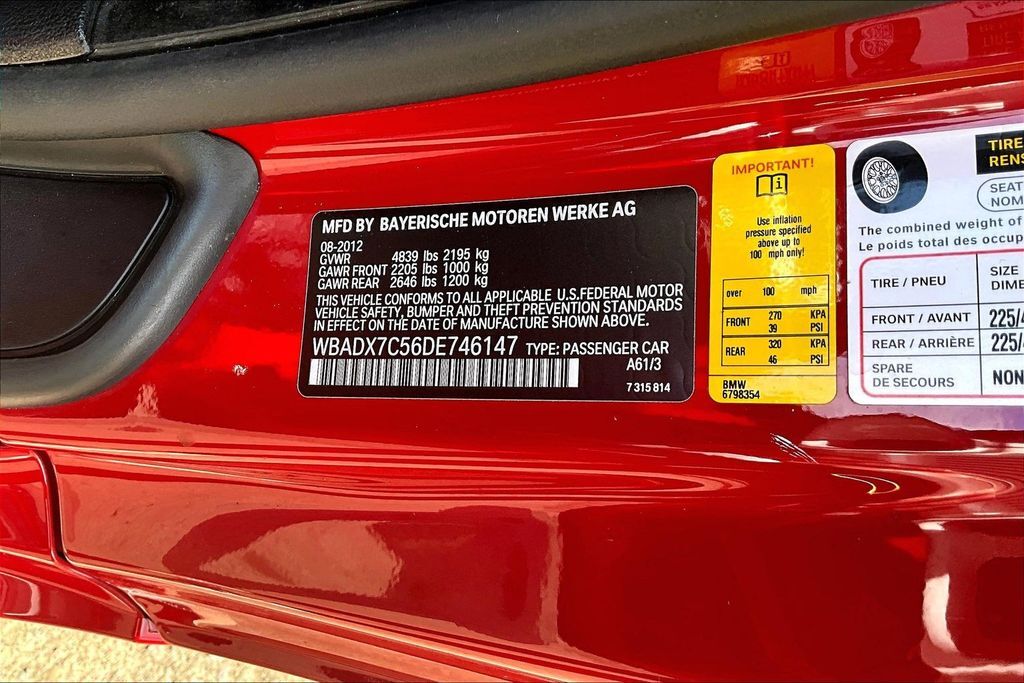 MFD BY BAYERISCHE MOTOREN WERKE AG
08-2012
GVWR 4839 lbs 2195 kg
GAWR FRONT 2205 lbs 1000 kg
GAWR REAR 2646 lbs 1200 kg
THIS VEHICLE CONFORMS TO ALL APPLICABLE U.S.FEDERAL MOTOR
VEHICLE SAFETY, BUMPER AND THEFT PREVENTION STANDARDS
IN EFFECT ON THE DATE OF MANUFACTURE SHOWN ABOVE.
WBADX7C56DE746147 TYPE: PASSENGER CAR
A61/3
7 315 814
IMPORTANT!
i
Use inflation
pressure specified
above up to
100 mph only!
over 100 mph
FRONT 270 KPA
39 PSI
REAR 320 KPA
46 PSI
BMW
6798354
TIRE
RENS
SEAT
NOM
The combined weight of
Le poids total des occup
TIRE / PNEU SIZE
DIME
FRONT / AVANT 225/4
REAR / ARRIÈRE 225/
SPARE
DE SECOURS NON